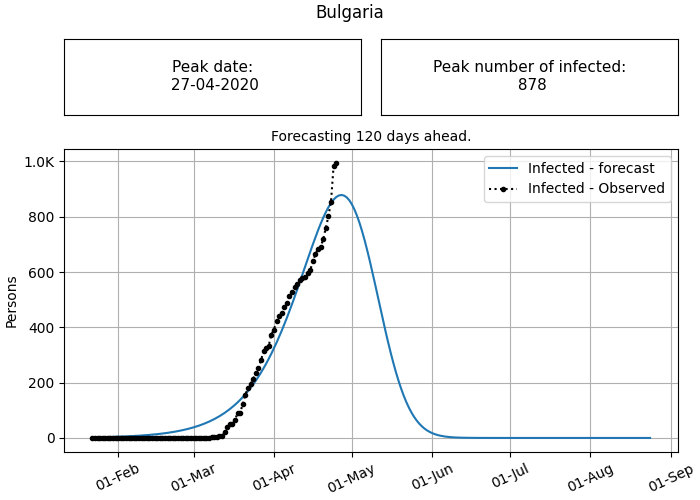 Bulgaria
Peak date:
27-04-2020
Peak number of infected:
878
Forecasting 120 days ahead.
Infected - forecast
Infected - Observed
Persons
1.0K
800
600
400
200
0
01-Feb
01-Mar
01-Apr
01-May
01-Jun
01-Jul
01-Aug
01-Sep